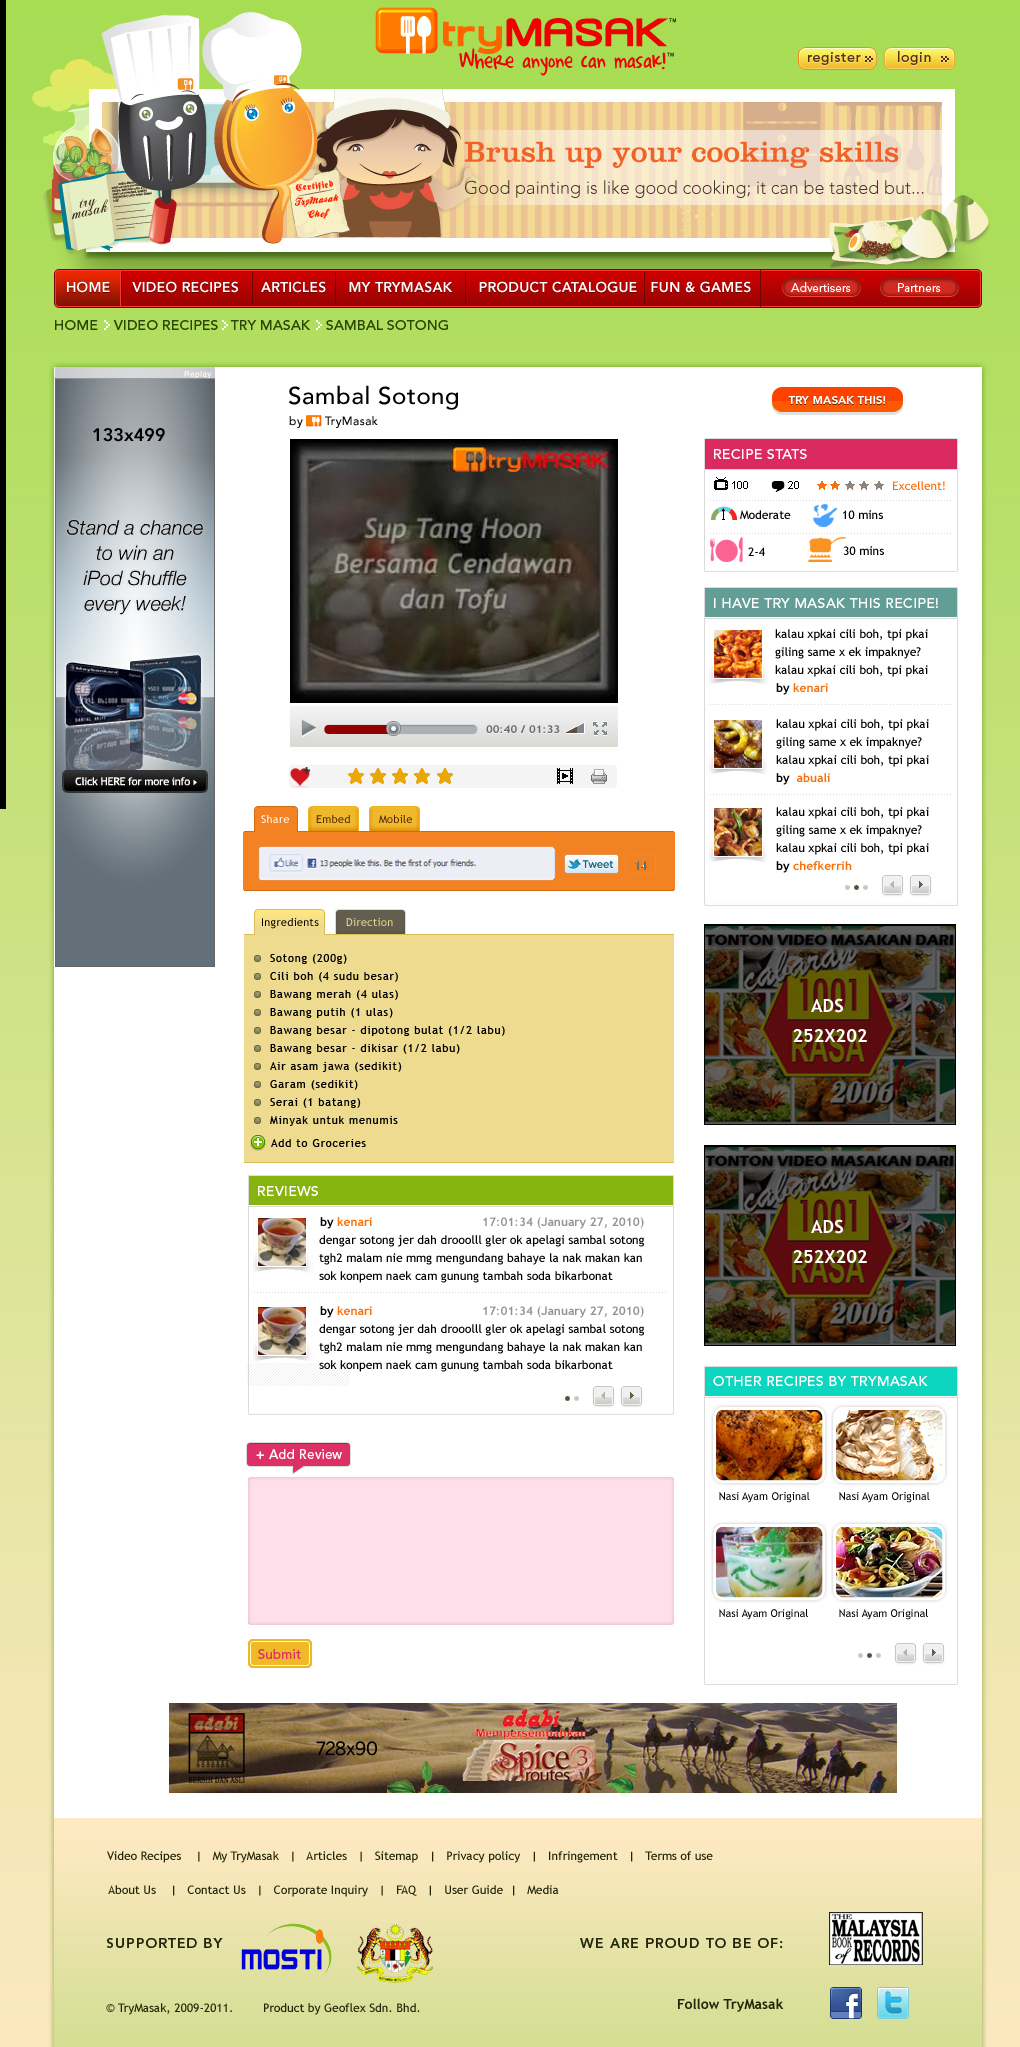 tryMASAK™
Where anyone can masak!™
register
login
try masak
Certified
TryMasak
Chef
Brush up your cooking skills
Good painting is like good cooking; it can be tasted but...
HOME
VIDEO RECIPES
ARTICLES
MY TRYMASAK
PRODUCT CATALOGUE
FUN & GAMES
Advertisers
Partners
HOME
VIDEO RECIPES
TRY MASAK
SAMBAL SOTONG
Replay
133x499
Stand a chance
to win an
iPod Shuffle
every week!
Click HERE for more info
Sambal Sotong
by TryMasak
tryMASAK
Sup Tang Hoon
Bersama Cendawan
dan Tofu
00:40 / 01:33
Share
Embed
Mobile
Like
13 people like this. Be the first of your friends.
Tweet
14
Ingredients
Direction
Sotong (200g)
Cili boh (4 sudu besar)
Bawang merah (4 ulas)
Bawang putih (1 ulas)
Bawang besar - dipotong bulat (1/2 labu)
Bawang besar - dikisar (1/2 labu)
Air asam jawa (sedikit)
Garam (sedikit)
Serai (1 batang)
Minyak untuk menumis
Add to Groceries
REVIEWS
by kenari 17:01:34 (January 27, 2010)
dengar sotong jer dah drooolll gler ok apelagi sambal sotong
tgh2 malam nie mmg mengundang bahaye la nak makan kan
sok konpem naek cam gunung tambah soda bikarbonat
by kenari 17:01:34 (January 27, 2010)
dengar sotong jer dah drooolll gler ok apelagi sambal sotong
tgh2 malam nie mmg mengundang bahaye la nak makan kan
sok konpem naek cam gunung tambah soda bikarbonat
+ Add Review
Submit
TRY MASAK THIS!
RECIPE STATS
100
20
Excellent!
Moderate
10 mins
2-4
30 mins
I HAVE TRY MASAK THIS RECIPE!
kalau xpkai cili boh, tpi pkai
giling same x ek impaknye?
kalau xpkai cili boh, tpi pkai
by kenari
kalau xpkai cili boh, tpi pkai
giling same x ek impaknye?
kalau xpkai cili boh, tpi pkai
by abuali
kalau xpkai cili boh, tpi pkai
giling same x ek impaknye?
kalau xpkai cili boh, tpi pkai
by chefkerrih
TONTON VIDEO MASAKAN DARI
cabaran
1001
RASA
2006
ADS
252X202
TONTON VIDEO MASAKAN DARI
cabaran
1001
RASA
2006
ADS
252X202
OTHER RECIPES BY TRYMASAK
Nasi Ayam Original
Nasi Ayam Original
Nasi Ayam Original
Nasi Ayam Original
adabi
BERSIH DAN ASLI
728x90
adabi
Mempersembahkan
Spice
routes 3
Video Recipes | My TryMasak | Articles | Sitemap | Privacy policy | Infringement | Terms of use
About Us | Contact Us | Corporate Inquiry | FAQ | User Guide | Media
SUPPORTED BY
MOSTI
WE ARE PROUD TO BE OF:
THE
MALAYSIA
BOOK of RECORDS
© TryMasak, 2009-2011. Product by Geoflex Sdn. Bhd.
Follow TryMasak